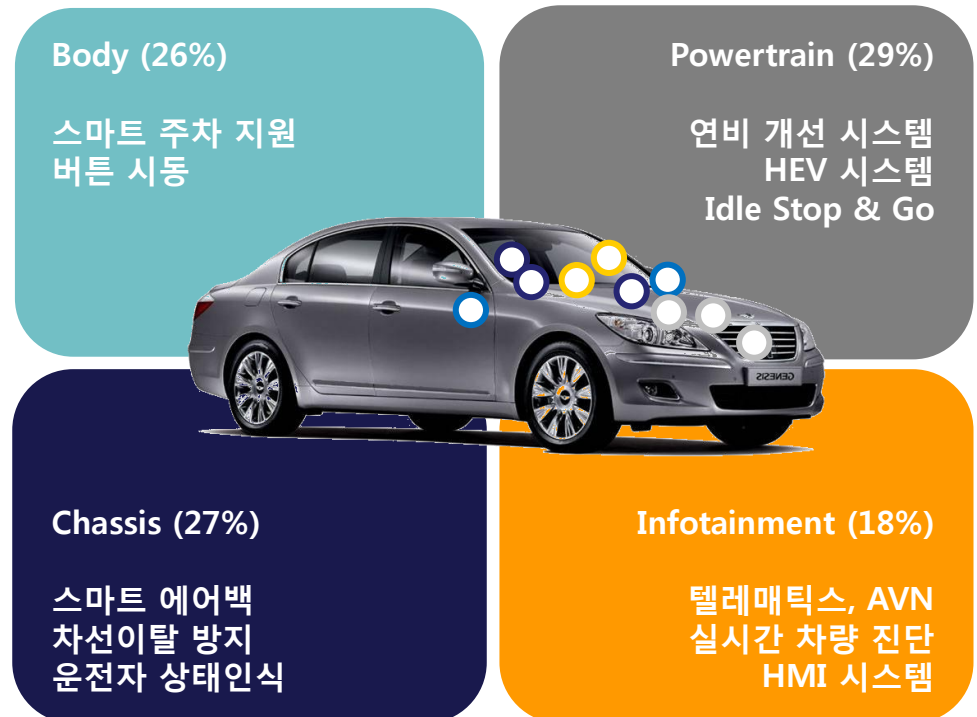 Body (26%)
스마트 주차 지원
버튼 시동
Powertrain (29%)
연비 개선 시스템
HEV 시스템
Idle Stop & Go
GENESIS
Chassis (27%)
스마트 에어백
차선이탈 방지
운전자 상태인식
Infotainment (18%)
텔레매틱스, AVN
실시간 차량 진단
HMI 시스템